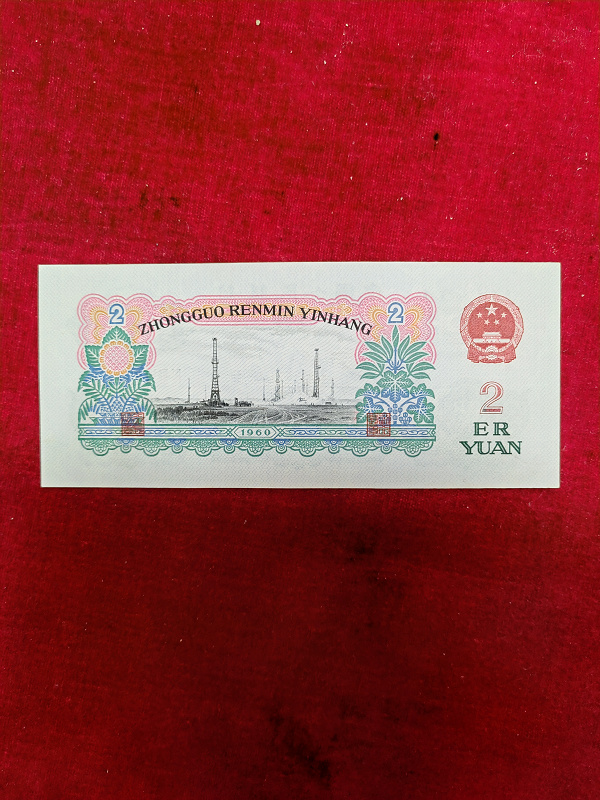 2
2
ZHONGGUO RENMIN YINHANG
1960
2
ER
YUAN